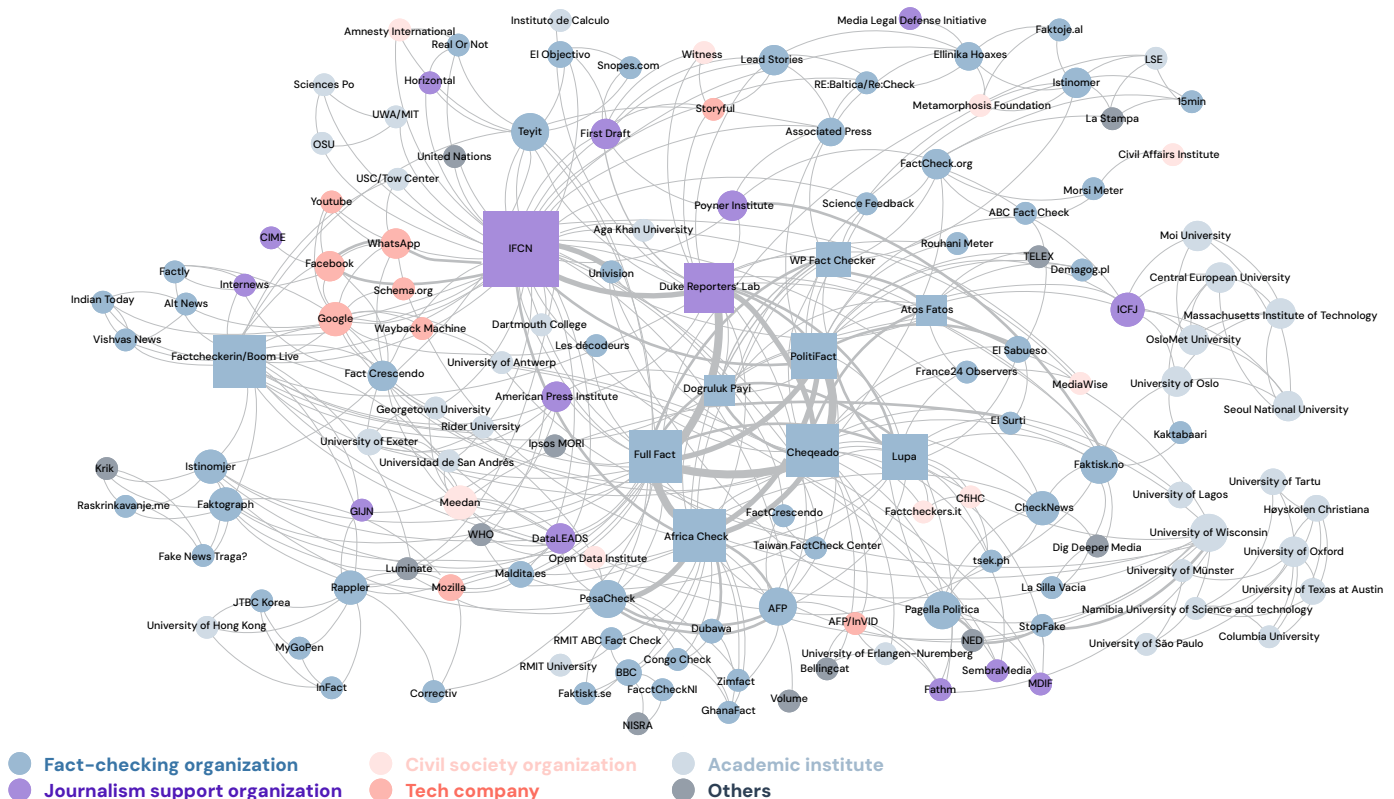 Instituto de Calculo
Media Legal Defense Initiative
Amnesty International
Faktoje.al
Real Or Not
El Objectivo
Witness
Lead Stories
Ellinika Hoaxes
LSE
Snopes.com
Horizontal
Sciences Po
RE:Baltica/Re:Check
Istinomer
15min
Storyful
Metamorphosis Foundation
UWA/MIT
La Stampa
Teyit
First Draft
Associated Press
OSU
United Nations
Civil Affairs Institute
FactCheck.org
USC/Tow Center
Morsi Meter
Youtube
Poyner Institute
Science Feedback
ABC Fact Check
Aga Khan University
CIME
WhatsApp
Moi University
IFCN
Rouhani Meter
TELEX
WP Fact Checker
Facebook
Factly
Univision
Demagog.pl
Central European University
Internews
Duke Reporters' Lab
Schema.org
Indian Today
Alt News
Atos Fatos
ICFJ
Massachusetts Institute of Technology
Google
Wayback Machine
Dartmouth College
Vishvas News
Les décodeurs
OsloMet University
El Sabueso
Factcheckerin/Boom Live
PolitiFact
University of Antwerp
Fact Crescendo
France24 Observers
MediaWise
University of Oslo
Dogruluk Payi
American Press Institute
Georgetown University
Seoul National University
Rider University
El Surti
Kaktabaari
University of Exeter
Ipsos MORI
Full Fact
Cheqeado
Lupa
Universidad de San Andrés
Faktisk.no
Krik
Istinomjer
University of Tartu
University of Lagos
CfiHC
Meedan
Raskrinkavanje.me
Faktograph
GIJN
Factcheckers.it
CheckNews
Høyskolen Christiana
FactCrescendo
University of Wisconsin
WHO
DataLEADS
Africa Check
Taiwan FactCheck Center
Dig Deeper Media
University of Oxford
Fake News Traga?
Open Data Institute
tsek.ph
Luminate
Maldita.es
University of Münster
Rappler
Mozilla
La Silla Vacia
University of Texas at Austin
PesaCheck
JTBC Korea
AFP
Pagella Politica
Namibia University of Science and technology
University of Hong Kong
AFP/InVID
StopFake
Dubawa
Columbia University
RMIT ABC Fact Check
NED
University of São Paulo
MyGoPen
University of Erlangen-Nuremberg
Congo Check
RMIT University
Bellingcat
SembraMedia
BBC
Zimfact
InFact
Correctiv
Faktiskt.se
FacctCheckNI
Fathm
MDIF
Volume
GhanaFact
NISRA
Fact-checking organization
Civil society organization
Academic institute
Journalism support organization
Tech company
Others